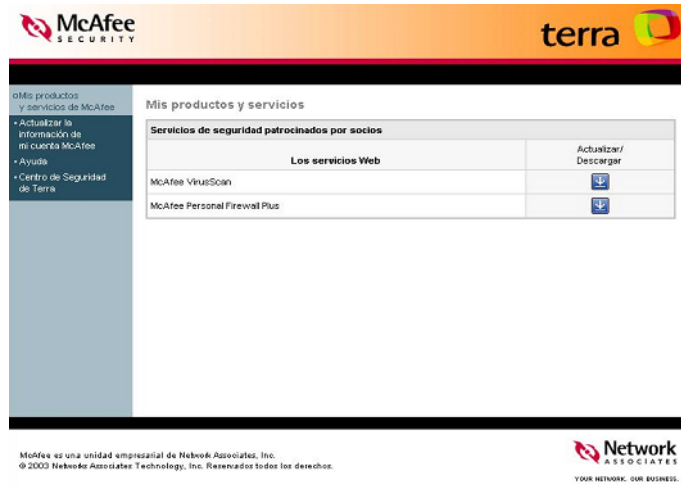 McAfee
SECURITY
terra
Mis productos
y servicios de McAfee
Actualizar la
información de
mi cuenta McAfee
Ayuda
Centro de Seguridad
de Terra
Mis productos y servicios
Servicios de seguridad patrocinados por socios
Los servicios Web
Actualizar/
Descargar
McAfee VirusScan
McAfee Personal Firewall Plus
McAfee es una unidad empresarial de Network Associates, Inc.
© 2003 Networks Associates Technology, Inc. Reservados todos los derechos.
Network
ASSOCIATES
YOUR NETWORK. OUR BUSINESS.